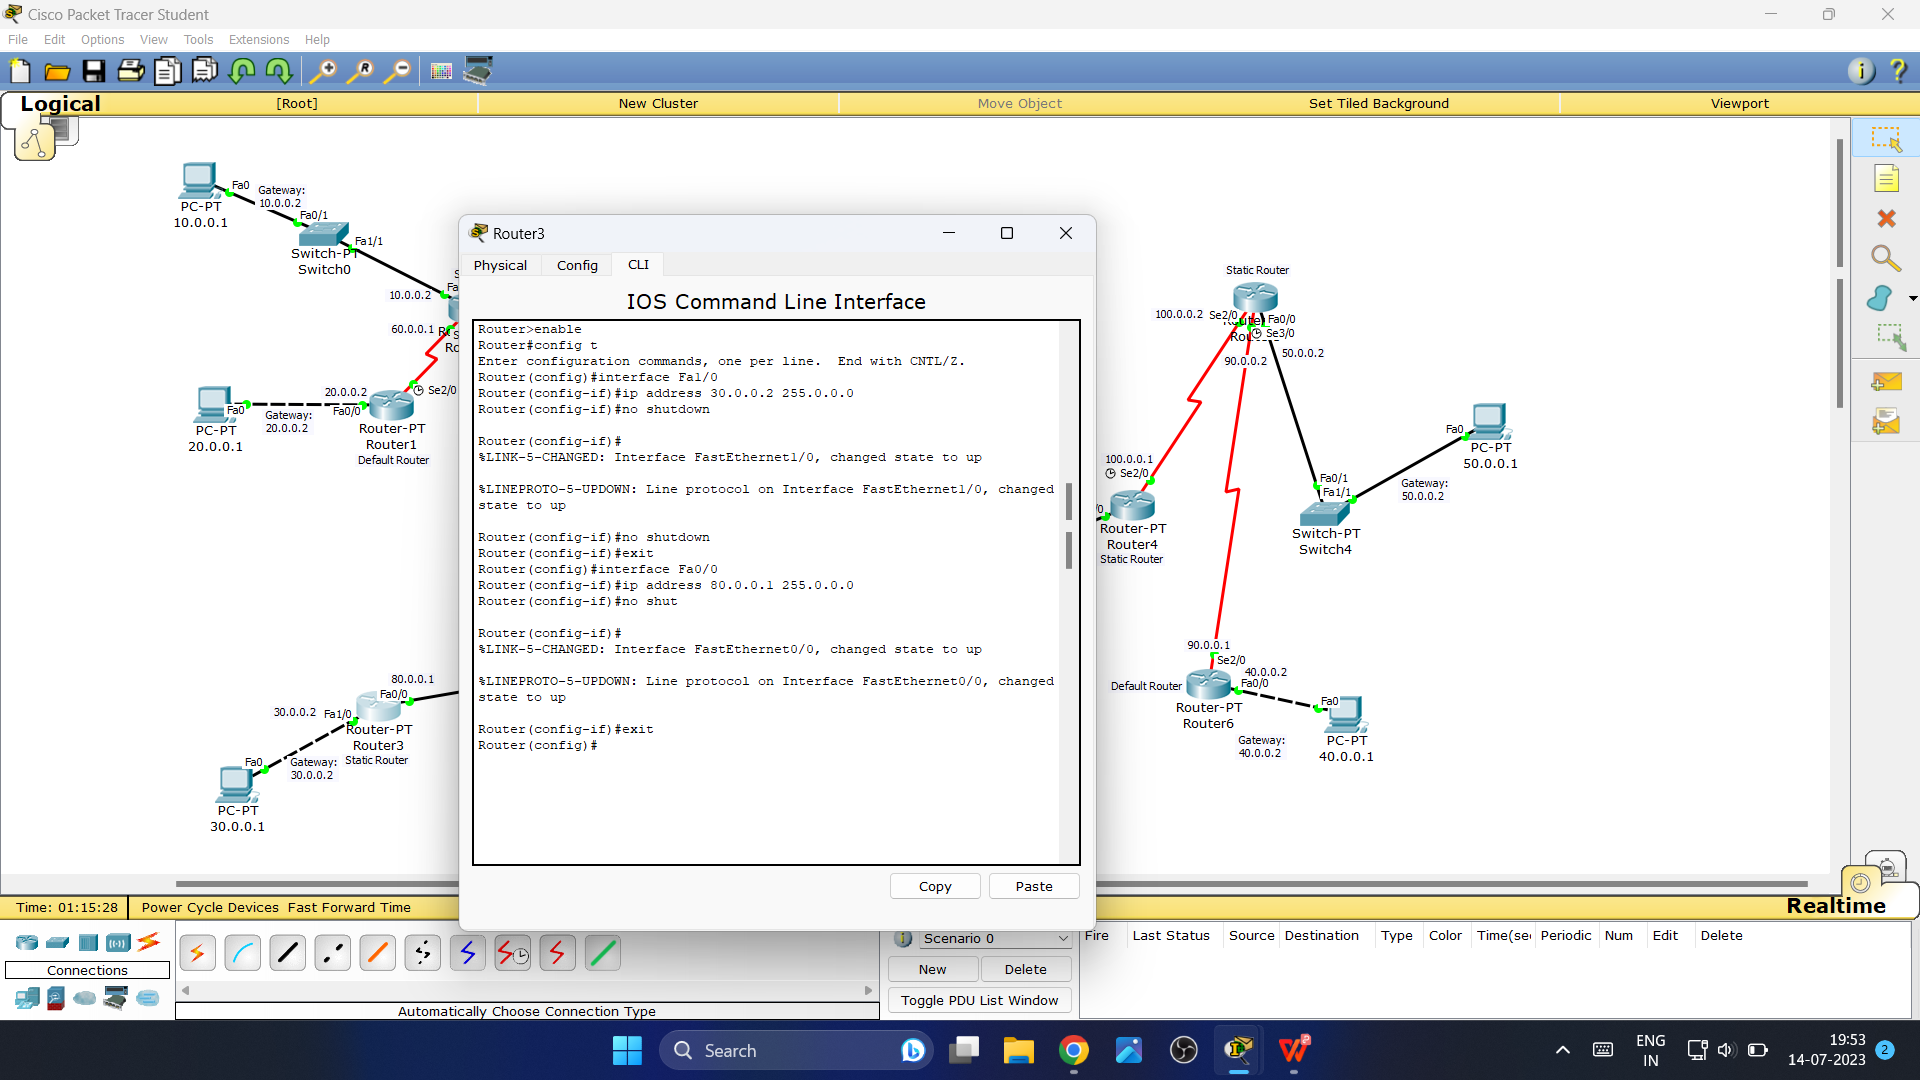 Cisco Packet Tracer Student
File Edit Options View Tools Extensions Help
Logical
[Root]
New Cluster
Move Object
Set Tiled Background
Viewport
Fa0
PC-PT
10.0.0.1
Gateway:
10.0.0.2
Fa0/1
Fa1/1
Switch-PT
Switch0
10.0.0.2
60.0.0.1
Fa0
PC-PT
20.0.0.1
Gateway:
20.0.0.2
20.0.0.2
Fa0/0
Se2/0
Router-PT
Router1
Default Router
80.0.0.1
Fa0/0
30.0.0.2 Fa1/0
Router-PT
Router3
Static Router
Fa0
Gateway:
30.0.0.2
PC-PT
30.0.0.1
Router3
Physical Config CLI
IOS Command Line Interface
Router>enable
Router#config t
Enter configuration commands, one per line.  End with CNTL/Z.
Router(config)#interface Fa1/0
Router(config-if)#ip address 30.0.0.2 255.0.0.0
Router(config-if)#no shutdown
Router(config-if)#
%LINK-5-CHANGED: Interface FastEthernet1/0, changed state to up
%LINEPROTO-5-UPDOWN: Line protocol on Interface FastEthernet1/0, changed
state to up
Router(config-if)#no shutdown
Router(config-if)#exit
Router(config)#interface Fa0/0
Router(config-if)#ip address 80.0.0.1 255.0.0.0
Router(config-if)#no shut
Router(config-if)#
%LINK-5-CHANGED: Interface FastEthernet0/0, changed state to up
%LINEPROTO-5-UPDOWN: Line protocol on Interface FastEthernet0/0, changed
state to up
Router(config-if)#exit
Router(config)#
Copy
Paste
Static Router
100.0.0.2 Se2/0
Fa0/0
Se3/0
50.0.0.2
90.0.0.2
100.0.0.1
Se2/0
Router-PT
Router4
Static Router
Fa0
PC-PT
50.0.0.1
Gateway:
50.0.0.2
Fa0/1
Fa1/1
Switch-PT
Switch4
90.0.0.1
Se2/0
40.0.0.2
Fa0/0
Default Router
Router-PT
Router6
Fa0
Gateway:
40.0.0.2
PC-PT
40.0.0.1
Time: 01:15:28
Power Cycle Devices Fast Forward Time
Realtime
Connections
Automatically Choose Connection Type
Scenario 0
New
Delete
Toggle PDU List Window
Fire Last Status Source Destination Type Color Time(sec Periodic Num Edit Delete
Search
ENG
IN
19:53
14-07-2023
2